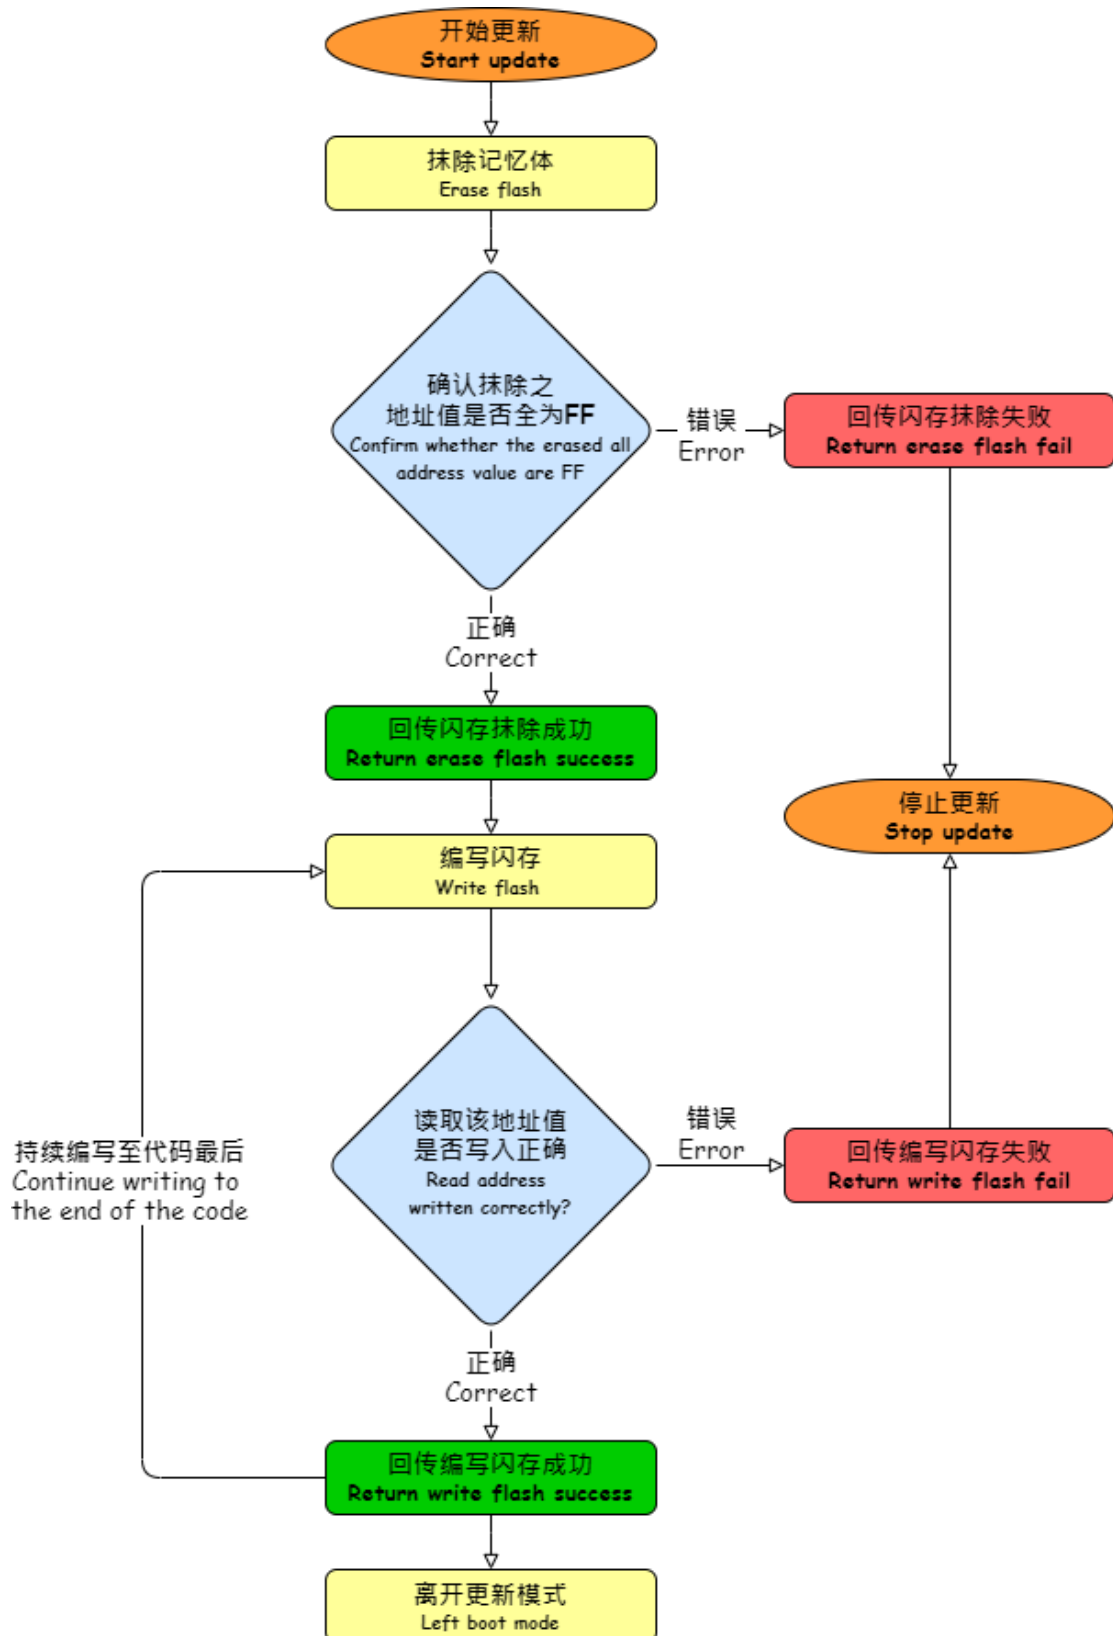 开始更新
Start update
抹除记忆体
Erase flash
确认抹除之
地址值是否全为FF
Confirm whether the erased all
address value are FF
错误
Error
回传闪存抹除失败
Return erase flash fail
正确
Correct
回传闪存抹除成功
Return erase flash success
停止更新
Stop update
编写闪存
Write flash
读取该地址值
是否写入正确
Read address
written correctly?
错误
Error
回传编写闪存失败
Return write flash fail
持续编写至代码最后
Continue writing to
the end of the code
正确
Correct
回传编写闪存成功
Return write flash success
离开更新模式
Left boot mode